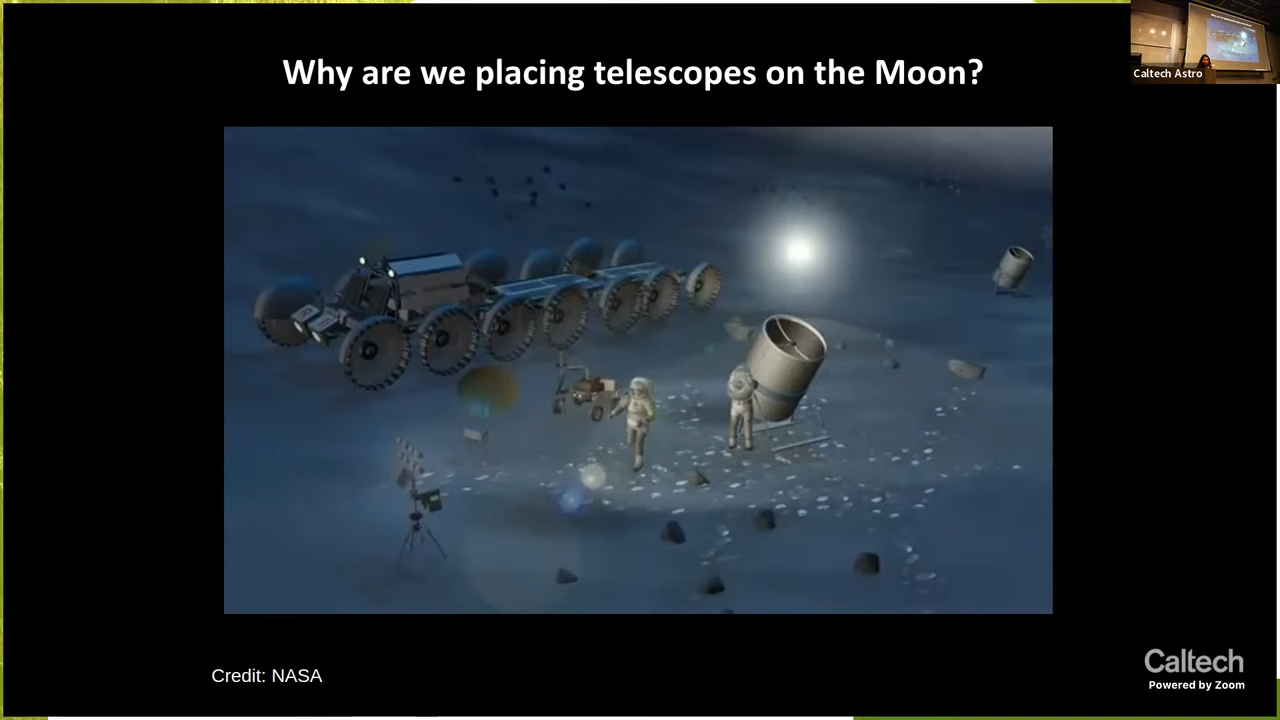 Why are we placing telescopes on the Moon?
Caltech Astro
Credit: NASA
Caltech
Powered by Zoom